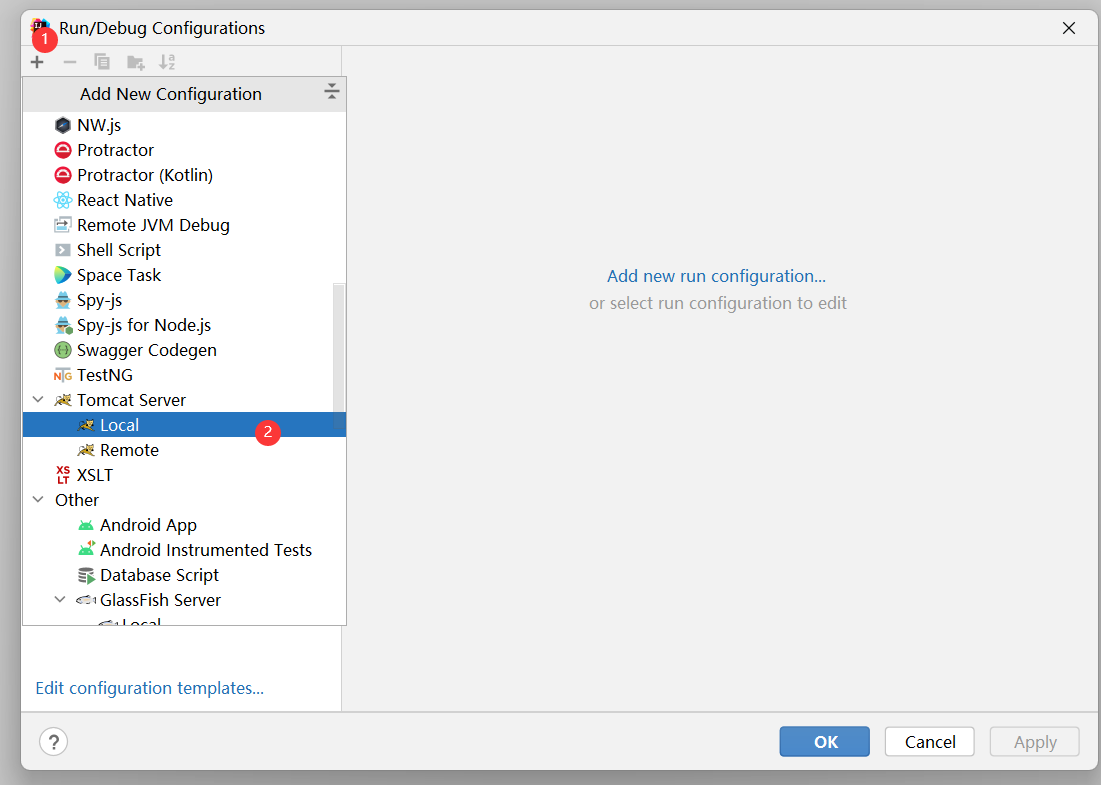 Run/Debug Configurations
1
Add New Configuration
NW.js
Protractor
Protractor (Kotlin)
React Native
Remote JVM Debug
Shell Script
Space Task
Spy-js
Spy-js for Node.js
Swagger Codegen
TestNG
Tomcat Server
Local
2
Remote
XSLT
Other
Android App
Android Instrumented Tests
Database Script
GlassFish Server
Local
Add new run configuration...
or select run configuration to edit
Edit configuration templates...
?
OK
Cancel
Apply